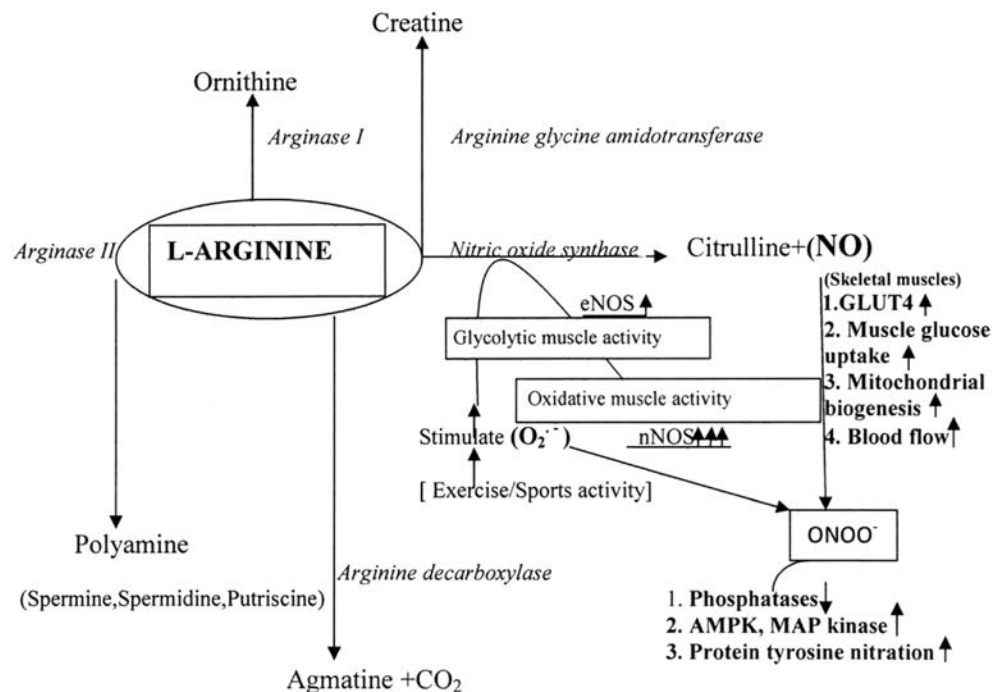 Creatine
Ornithine
Arginase I
Arginine glycine amidotransferase
Arginase II
L-ARGININE
Nitric oxide synthase
Citrulline+(NO)
(Skeletal muscles)
1.GLUT4
2. Muscle glucose
uptake
3. Mitochondrial
biogenesis
4. Blood flow
eNOS
Glycolytic muscle activity
Oxidative muscle activity
Stimulate (O₂˙⁻)
nNOS
[ Exercise/Sports activity]
ONOO⁻
Polyamine
(Spermine,Spermidine,Putriscine)
Arginine decarboxylase
1. Phosphatases
2. AMPK, MAP kinase
3. Protein tyrosine nitration
Agmatine +CO₂